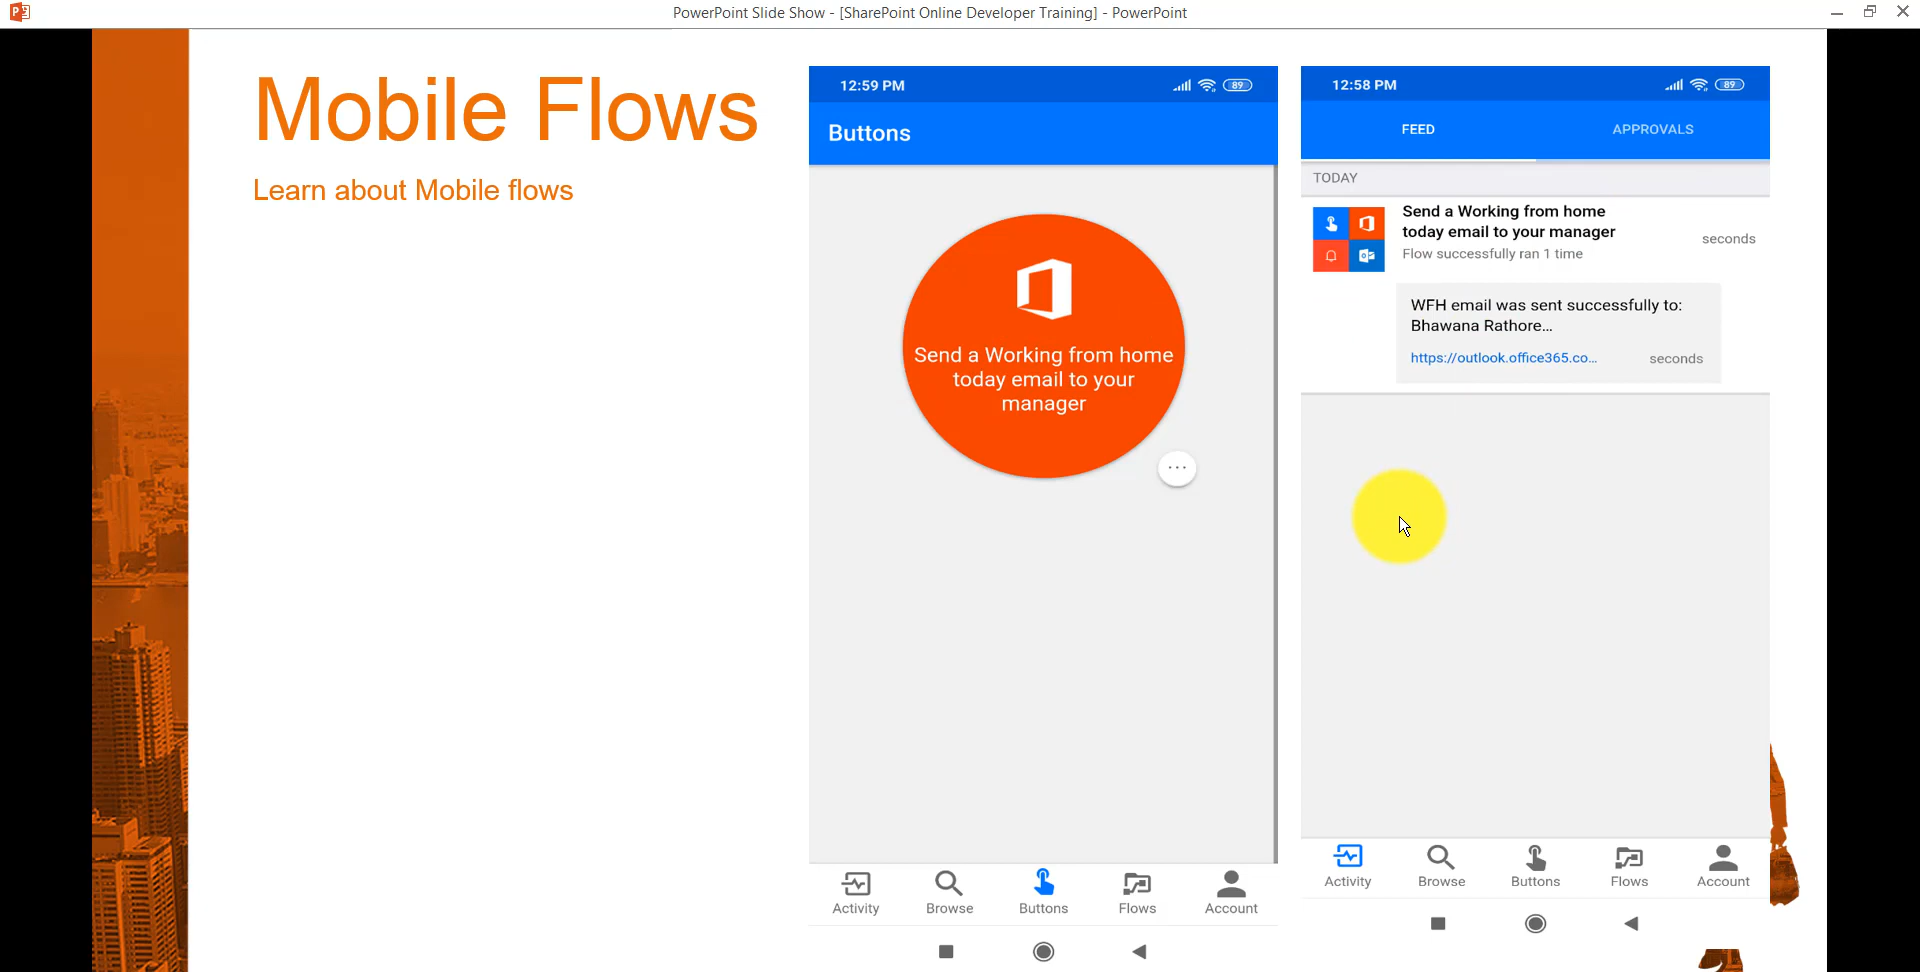 PowerPoint Slide Show - [SharePoint Online Developer Training] - PowerPoint
Mobile Flows
Learn about Mobile flows
12:59 PM
89
Buttons
Send a Working from home
today email to your
manager
Activity
Browse
Buttons
Flows
Account
12:58 PM
89
FEED
APPROVALS
TODAY
Send a Working from home
today email to your manager
seconds
Flow successfully ran 1 time
WFH email was sent successfully to:
Bhawana Rathore...
https://outlook.office365.co...
seconds
Activity
Browse
Buttons
Flows
Account